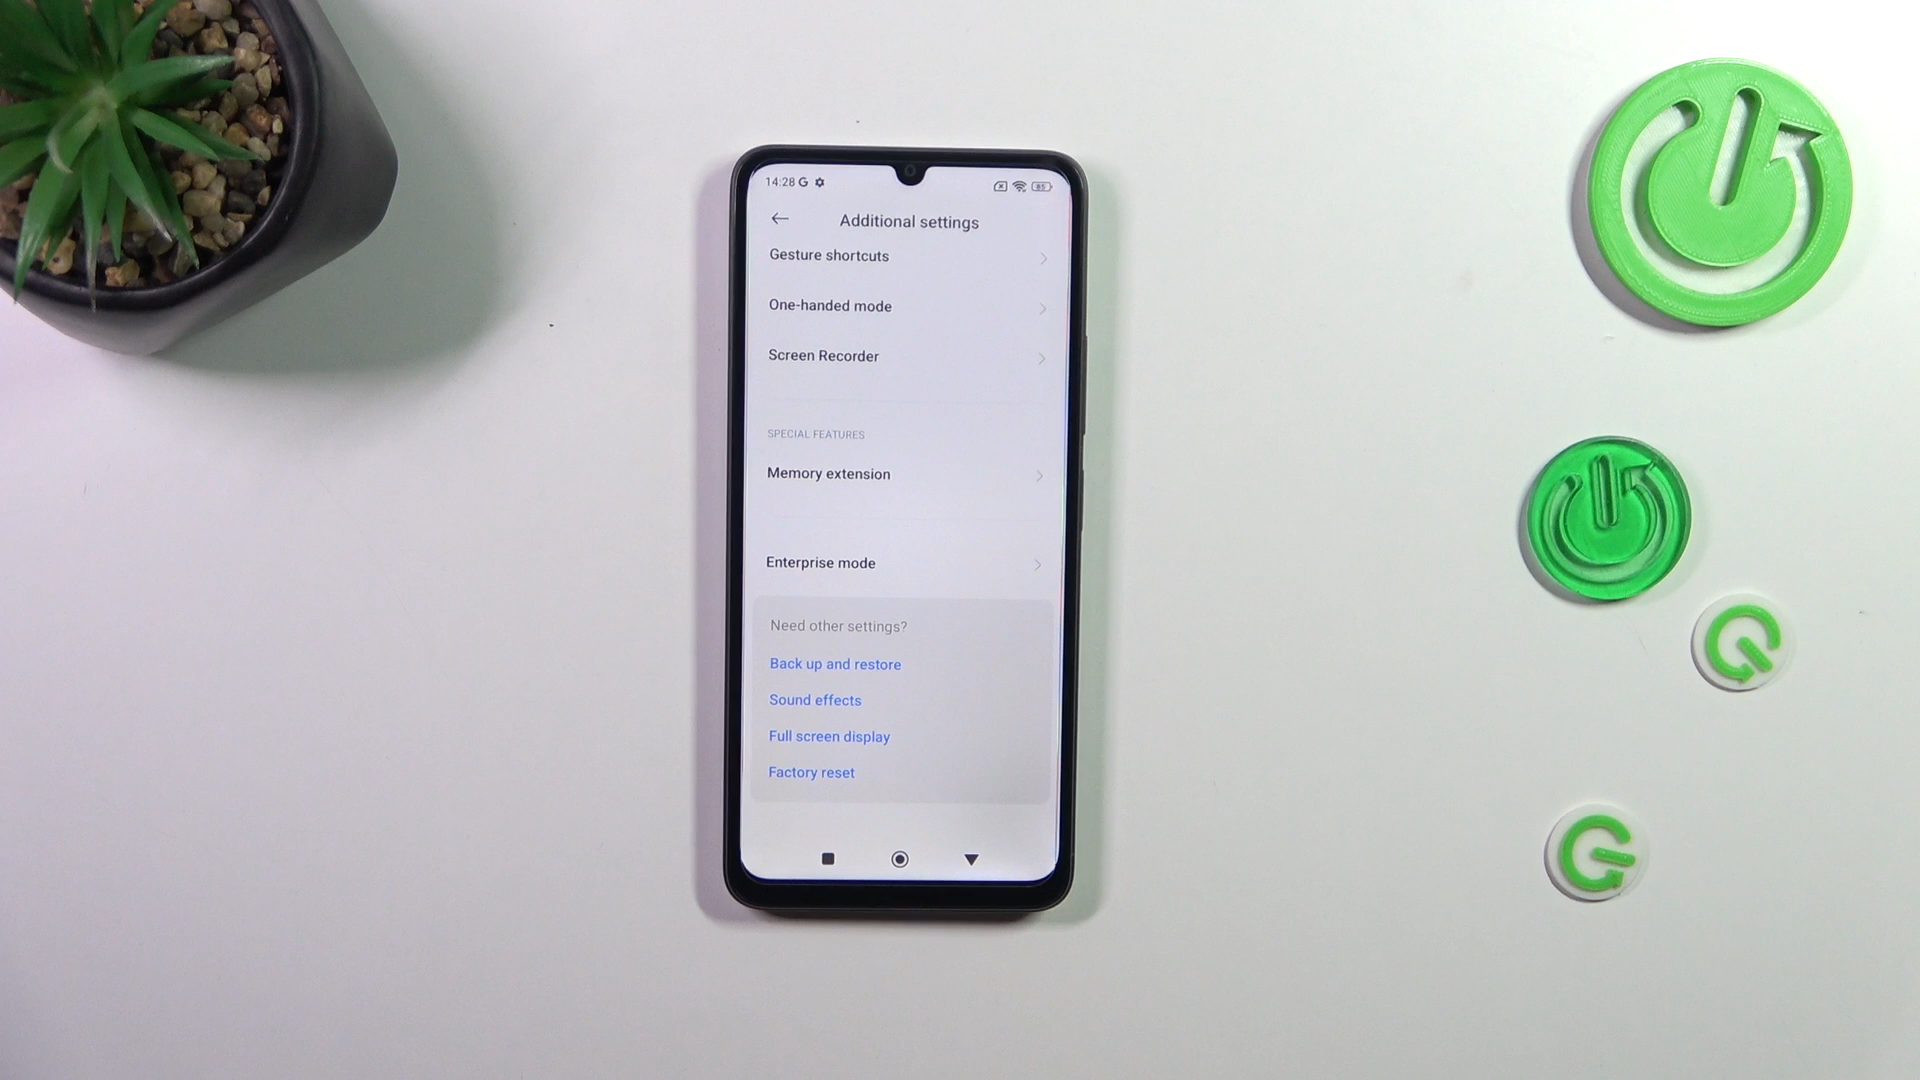 14:28 G
85
Additional settings
Gesture shortcuts
One-handed mode
Screen Recorder
SPECIAL FEATURES
Memory extension
Enterprise mode
Need other settings?
Back up and restore
Sound effects
Full screen display
Factory reset